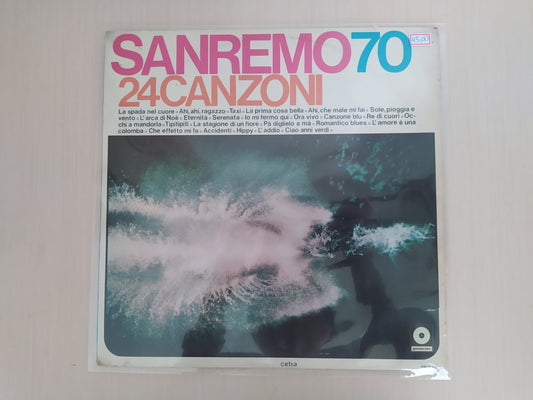 SANREMO70
24CANZONI
La spada nel cuore • Ahi, ahi, ragazzo • Taxi • La prima cosa bella • Ahi, che male mi fai • Sole, pioggia e
vento • L'arca di Noè • Eternità • Serenata • Io mi fermo qui • Ora vivo • Canzone blu • Re di cuori • Oc-
chi a mandorla • Tipitipiti • La stagione di un fiore • Pà diglielo a mà • Romantico blues • L'amore è una
colomba • Che effetto mi fa • Accidenti • Hippy • L'addio • Ciao anni verdi •
ceba